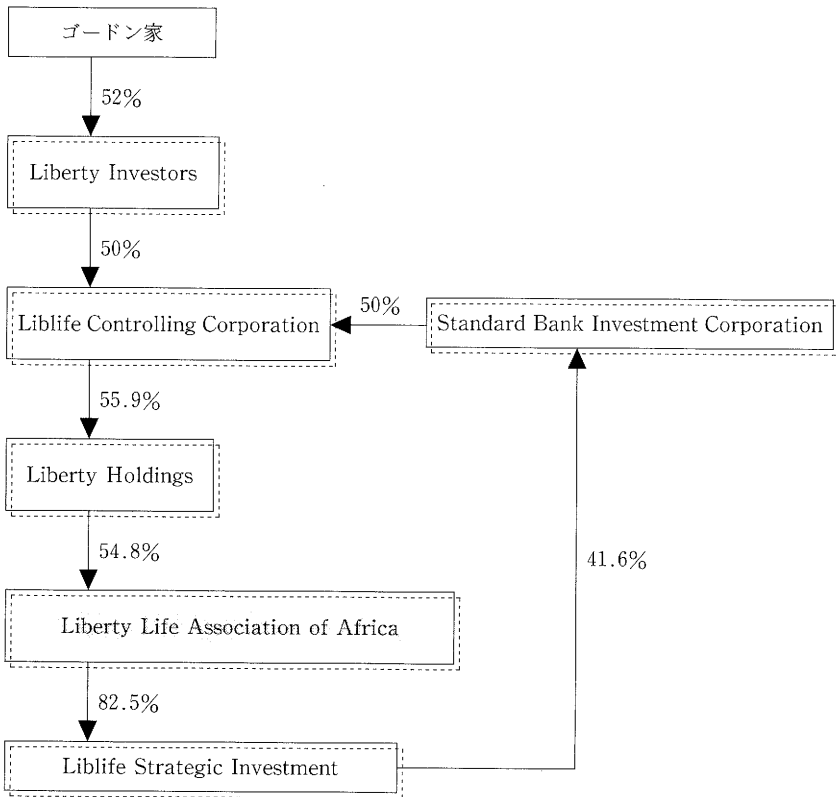 ゴードン家
52%
Liberty Investors
50%
Liblife Controlling Corporation
50%
Standard Bank Investment Corporation
55.9%
Liberty Holdings
54.8%
41.6%
Liberty Life Association of Africa
82.5%
Liblife Strategic Investment